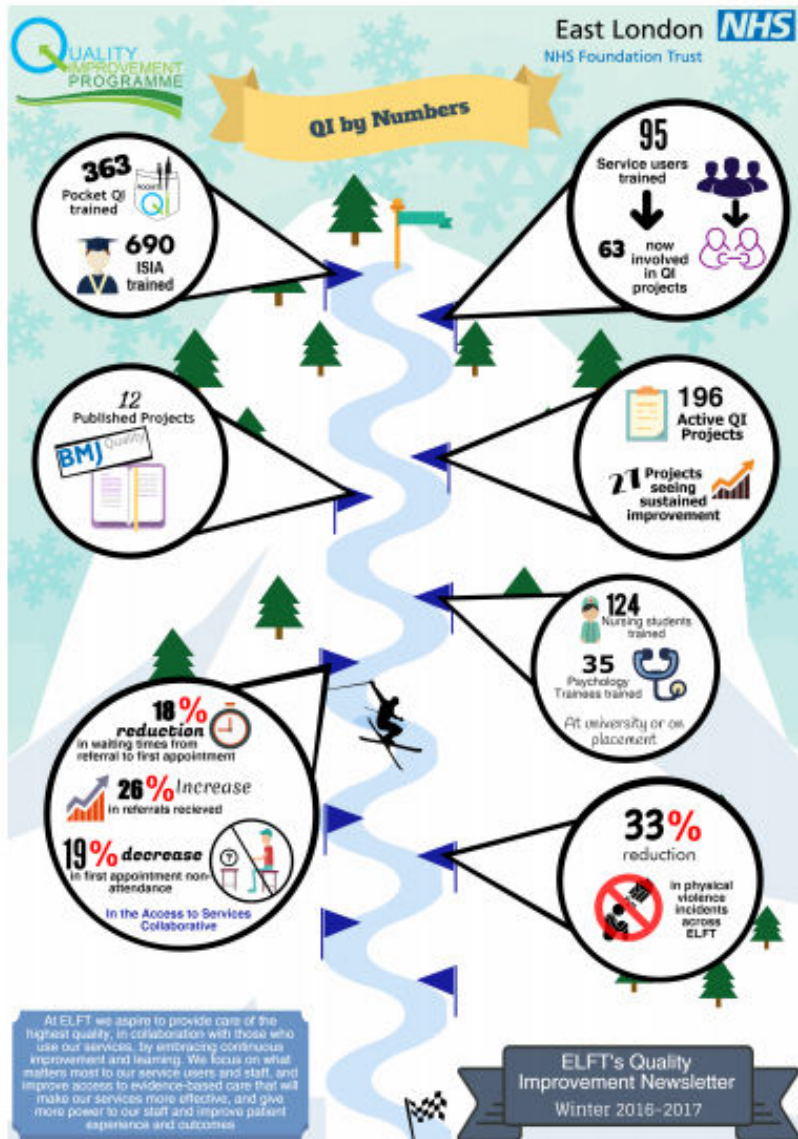 QUALITY
IMPROVEMENT
PROGRAMME
East London NHS
NHS Foundation Trust
QI by Numbers
363
Pocket QI
trained
POCKET
QI
690
ISIA
trained
95
Service users
trained
63 now
involved
in QI
projects
12
Published Projects
BMJ Quality
196
Active QI
Projects
27 Projects
seeing
sustained
improvement
124
Nursing students
trained
35
Psychology
Trainees trained
At university or on
placement
18%
reduction
in waiting times from
referral to first appointment
26% Increase
in referrals recieved
19% decrease
in first appointment non-
attendance
In the Access to Services
Collaborative
33%
reduction
in physical
violence
incidents
across
ELFT
At ELFT we aspire to provide care of the
highest quality, in collaboration with those who
use our services, by embracing continuous
improvement and learning. We focus on what
matters most to our service users and staff, and
improve access to evidence-based care that will
make our services more effective, and give
more power to our staff and improve patient
experience and outcomes
ELFT's Quality
Improvement Newsletter
Winter 2016-2017